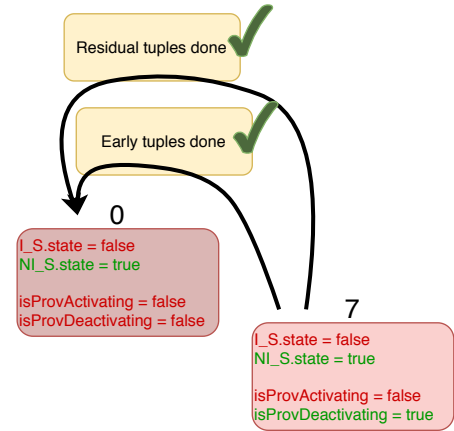 Residual tuples done
Early tuples done
0
I_S.state = false
NI_S.state = true
isProvActivating = false
isProvDeactivating = false
7
I_S.state = false
NI_S.state = true
isProvActivating = false
isProvDeactivating = true